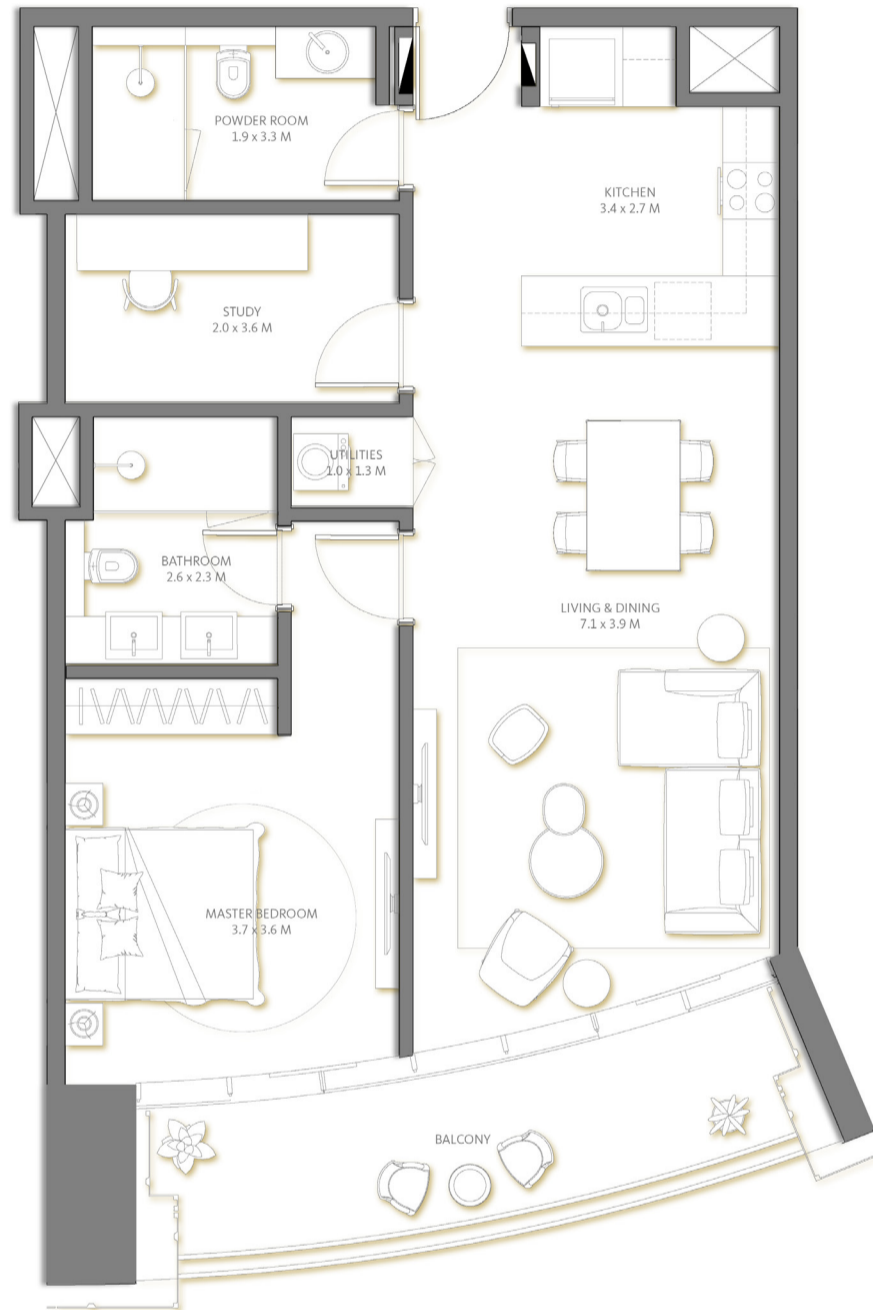 POWDER ROOM
1.9 x 3.3 M
KITCHEN
3.4 x 2.7 M
STUDY
2.0 x 3.6 M
UTILITIES
1.0 x 1.3 M
BATHROOM
2.6 x 2.3 M
LIVING & DINING
7.1 x 3.9 M
MASTER BEDROOM
3.7 x 3.6 M
BALCONY